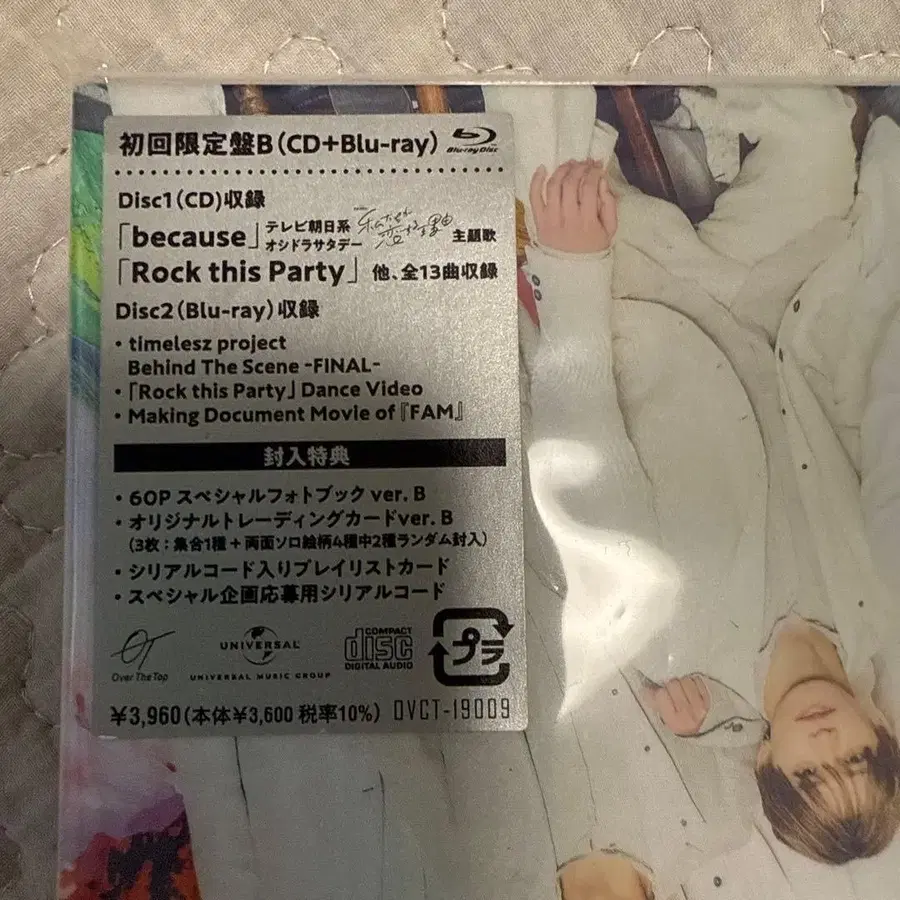 初回限定盤B(CD+Blu-ray)
Blu-ray Disc
Disc1(CD)収録
「because」テレビ朝日系 オシドラサタデー 主題歌
「Rock this Party」他、全13曲収録
Disc2(Blu-ray)収録
・timelesz project
Behind The Scene -FINAL-
・「Rock this Party」Dance Video
・Making Document Movie of『FAM』
封入特典
・60P スペシャルフォトブック ver. B
・オリジナルトレーディングカードver. B
(3枚:集合1種+両面ソロ絵柄4種中2種ランダム封入)
・シリアルコード入りプレイリストカード
・スペシャル企画応募用シリアルコード
OT
Over The Top
UNIVERSAL
UNIVERSAL MUSIC GROUP
COMPACT
disc
DIGITAL AUDIO
プラ
¥3,960(本体¥3,600 税率10%) OVCT-19009